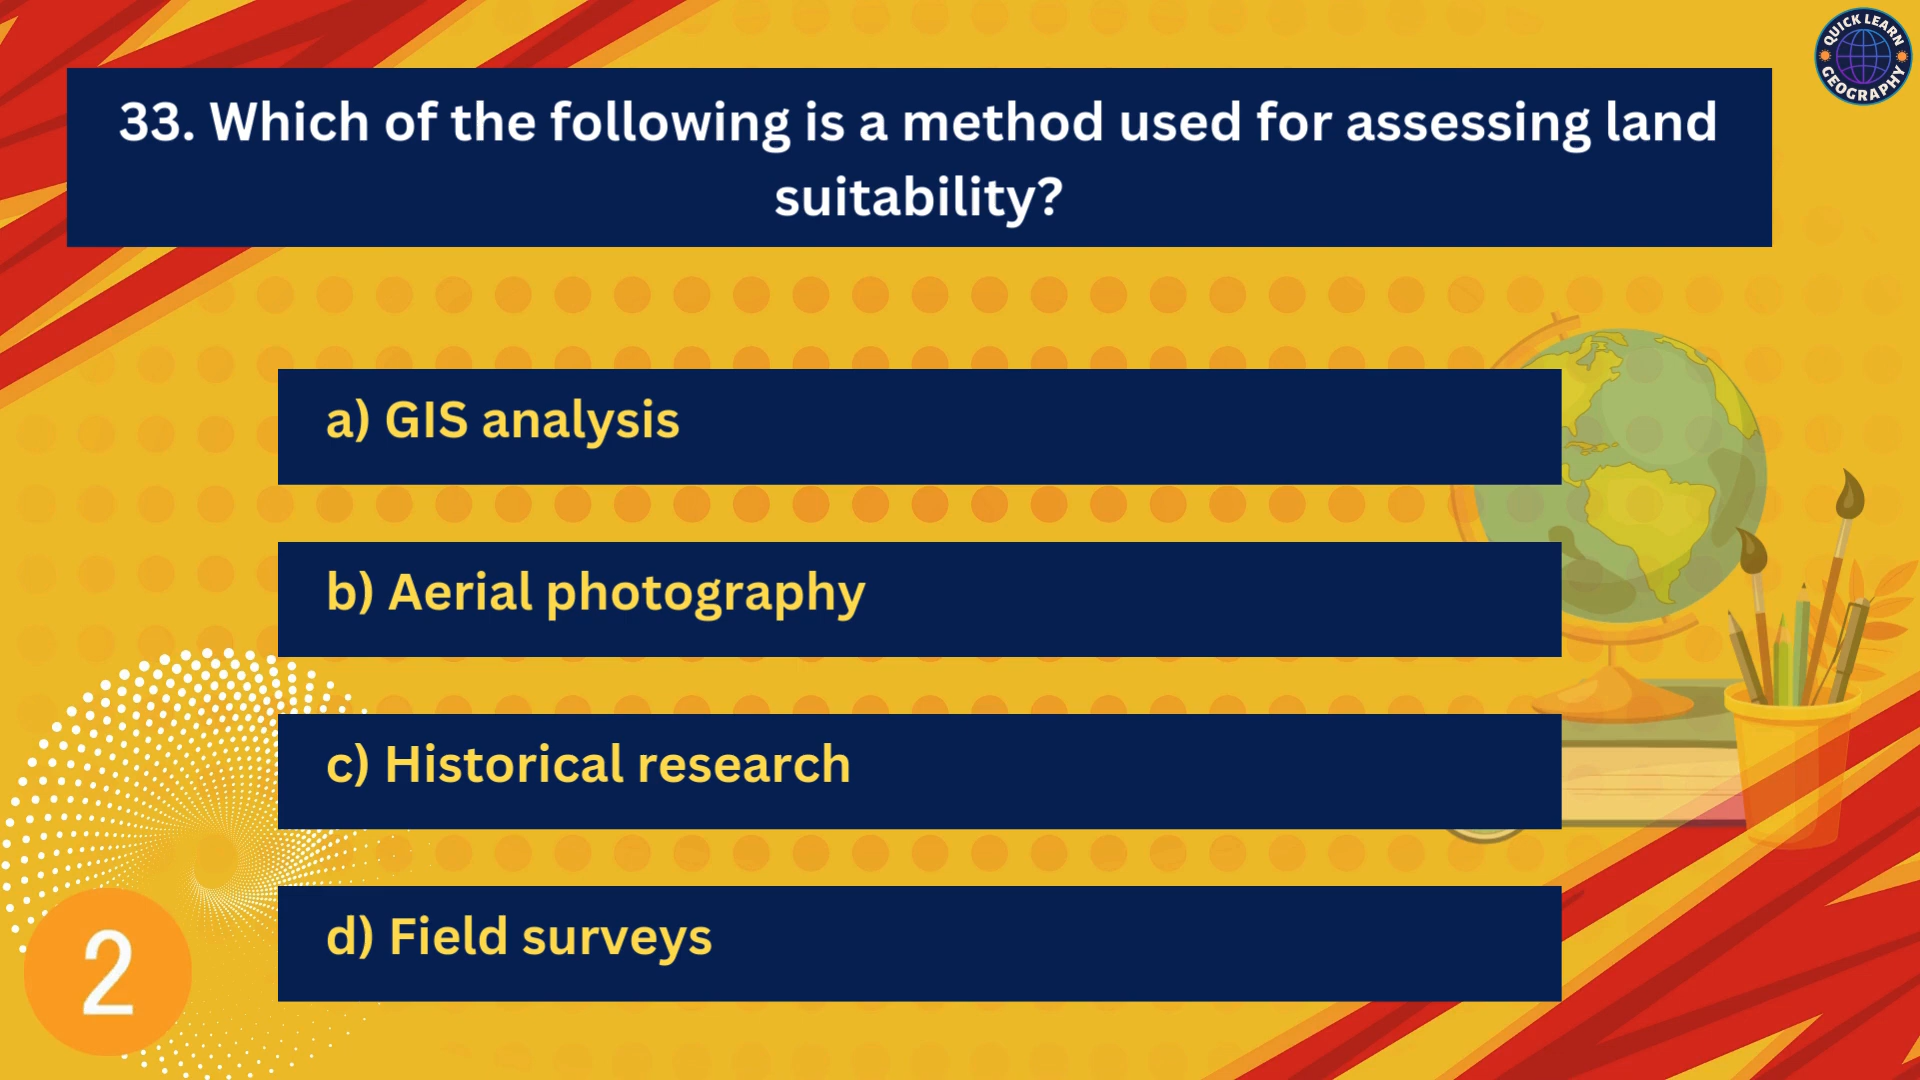 QUICK LEARN
GEOGRAPHY
33. Which of the following is a method used for assessing land
suitability?
a) GIS analysis
b) Aerial photography
c) Historical research
d) Field surveys
2